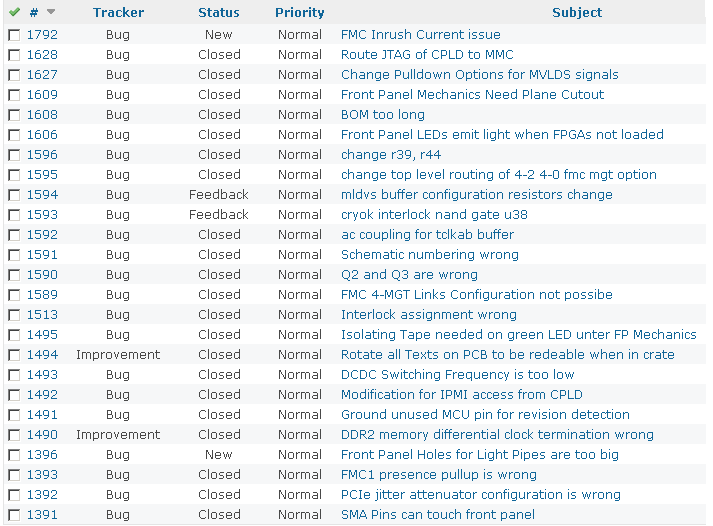 # Tracker Status Priority Subject
1792 Bug New Normal FMC Inrush Current issue
1628 Bug Closed Normal Route JTAG of CPLD to MMC
1627 Bug Closed Normal Change Pulldown Options for MVLDS signals
1609 Bug Closed Normal Front Panel Mechanics Need Plane Cutout
1608 Bug Closed Normal BOM too long
1606 Bug Closed Normal Front Panel LEDs emit light when FPGAs not loaded
1596 Bug Closed Normal change r39, r44
1595 Bug Closed Normal change top level routing of 4-2 4-0 fmc mgt option
1594 Bug Feedback Normal mldvs buffer configuration resistors change
1593 Bug Feedback Normal cryok interlock nand gate u38
1592 Bug Closed Normal ac coupling for tclkab buffer
1591 Bug Closed Normal Schematic numbering wrong
1590 Bug Closed Normal Q2 and Q3 are wrong
1589 Bug Closed Normal FMC 4-MGT Links Configuration not possibe
1513 Bug Closed Normal Interlock assignment wrong
1495 Bug Closed Normal Isolating Tape needed on green LED unter FP Mechanics
1494 Improvement Closed Normal Rotate all Texts on PCB to be redeable when in crate
1493 Bug Closed Normal DCDC Switching Frequency is too low
1492 Bug Closed Normal Modification for IPMI access from CPLD
1491 Bug Closed Normal Ground unused MCU pin for revision detection
1490 Improvement Closed Normal DDR2 memory differential clock termination wrong
1396 Bug New Normal Front Panel Holes for Light Pipes are too big
1393 Bug Closed Normal FMC1 presence pullup is wrong
1392 Bug Closed Normal PCIe jitter attenuator configuration is wrong
1391 Bug Closed Normal SMA Pins can touch front panel